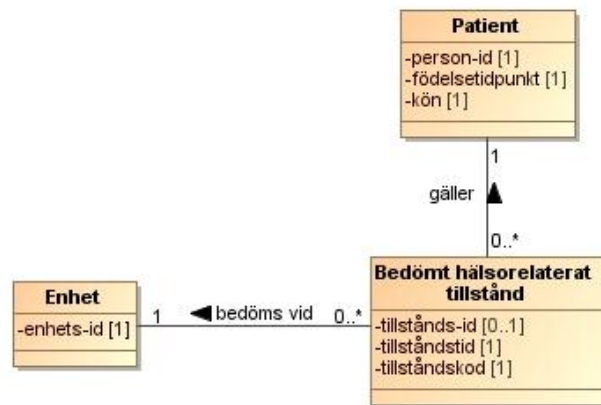 Patient
-person-id [1]
-födelsetidpunkt [1]
-kön [1]
1
gäller
0..*
Bedömt hälsorelaterat
tillstånd
-tillstånds-id [0..1]
-tillståndstid [1]
-tillståndskod [1]
Enhet
-enhets-id [1]
1
bedöms vid
0..*